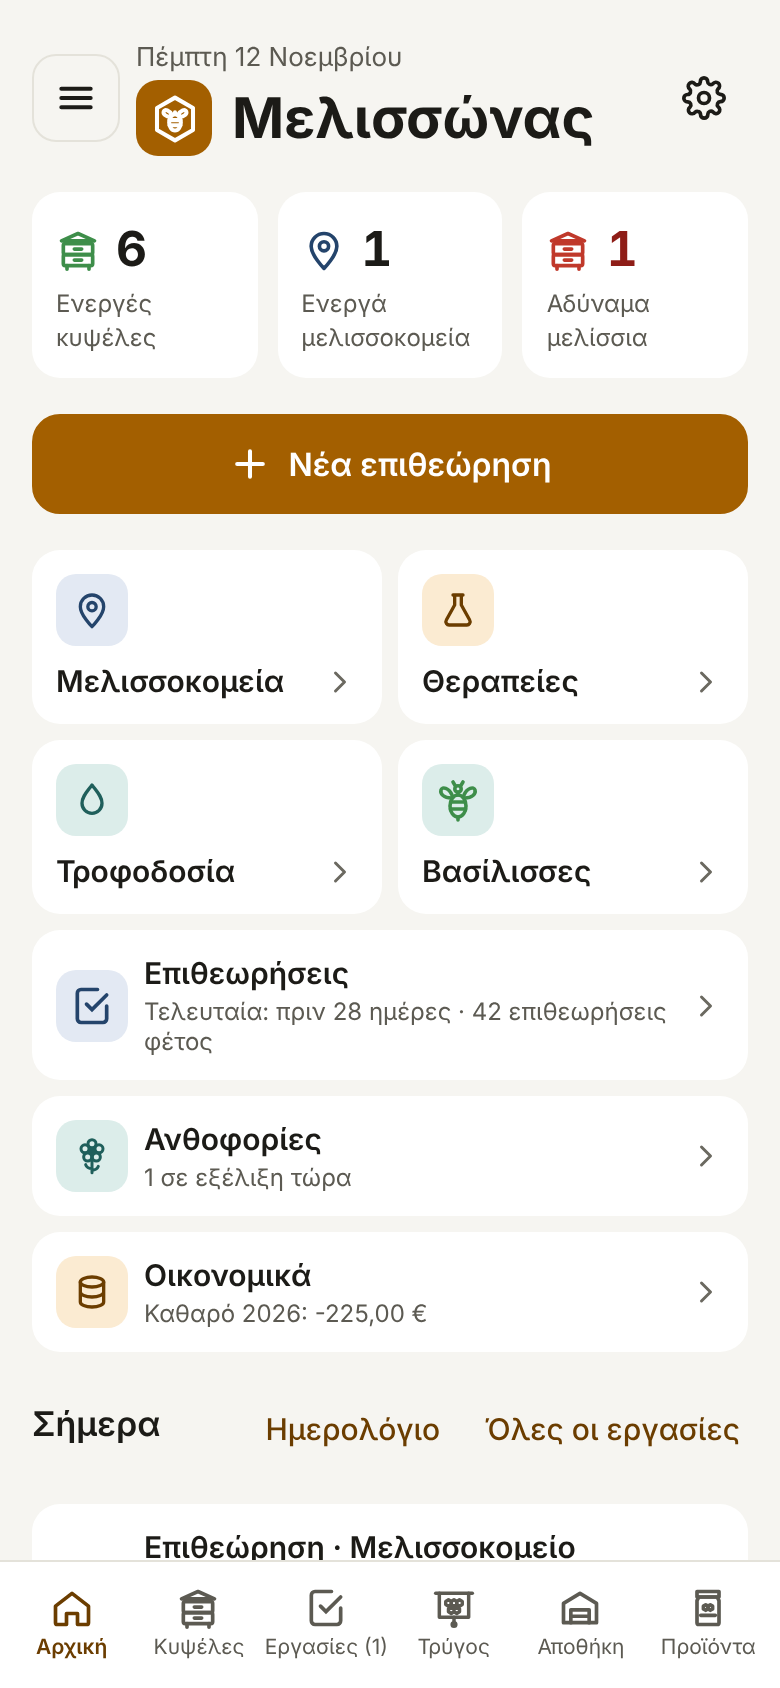 Πέμπτη 12 Νοεμβρίου
Μελισσώνας
6
Ενεργές
κυψέλες
1
Ενεργά
μελισσοκομεία
1
Αδύναμα
μελίσσια
Νέα επιθεώρηση
Μελισσοκομεία
Θεραπείες
Τροφοδοσία
Βασίλισσες
Επιθεωρήσεις
Τελευταία: πριν 28 ημέρες · 42 επιθεωρήσεις
φέτος
Ανθοφορίες
1 σε εξέλιξη τώρα
Οικονομικά
Καθαρό 2026: -225,00 €
Σήμερα
Ημερολόγιο
Όλες οι εργασίες
Επιθεώρηση · Μελισσοκομείο
Αρχική
Κυψέλες
Εργασίες (1)
Τρύγος
Αποθήκη
Προϊόντα